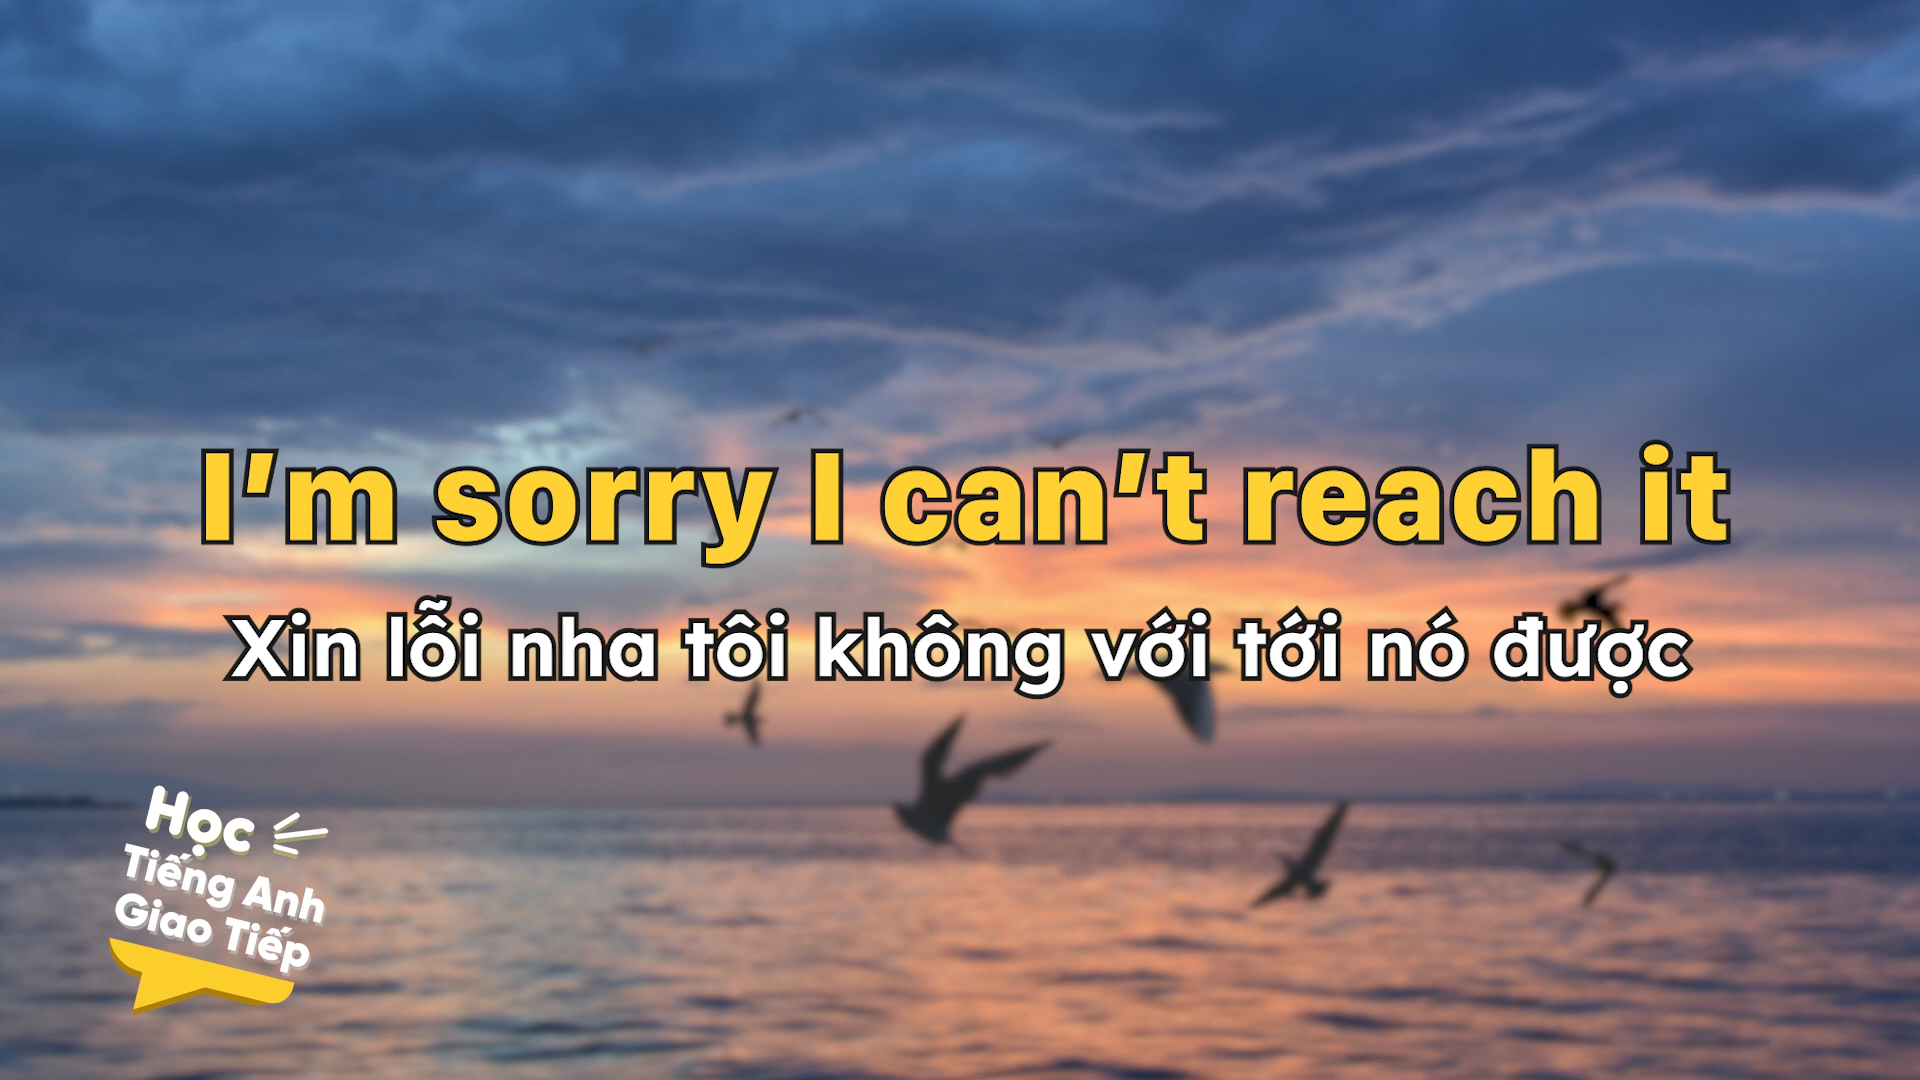 I’m sorry I can’t reach it
Xin lỗi nha tôi không với tới nó được
Học
Tiếng Anh
Giao Tiếp